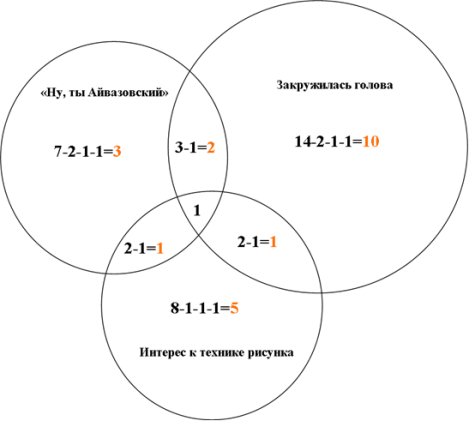 Закружилась голова
«Ну, ты Айвазовский»
14-2-1-1=10
3-1=2
7-2-1-1=3
1
2-1=1
2-1=1
8-1-1-1=5
Интерес к технике рисунка